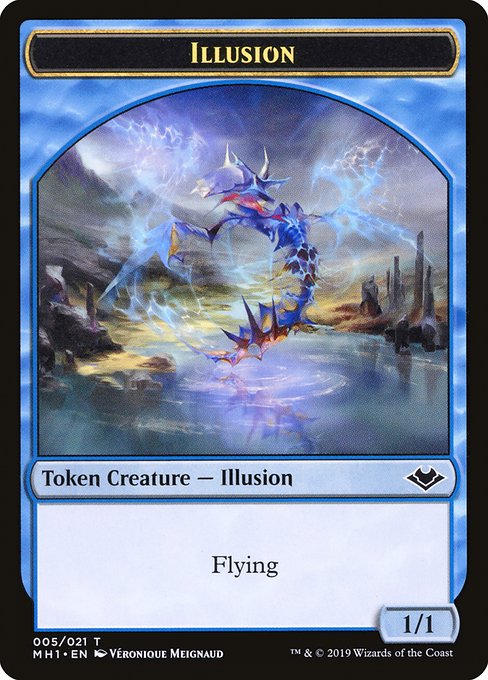 ILLUSION
Token Creature — Illusion
Flying
1/1
005/021 T
MH1 • EN Véronique Meignaud
™ & © 2019 Wizards of the Coast